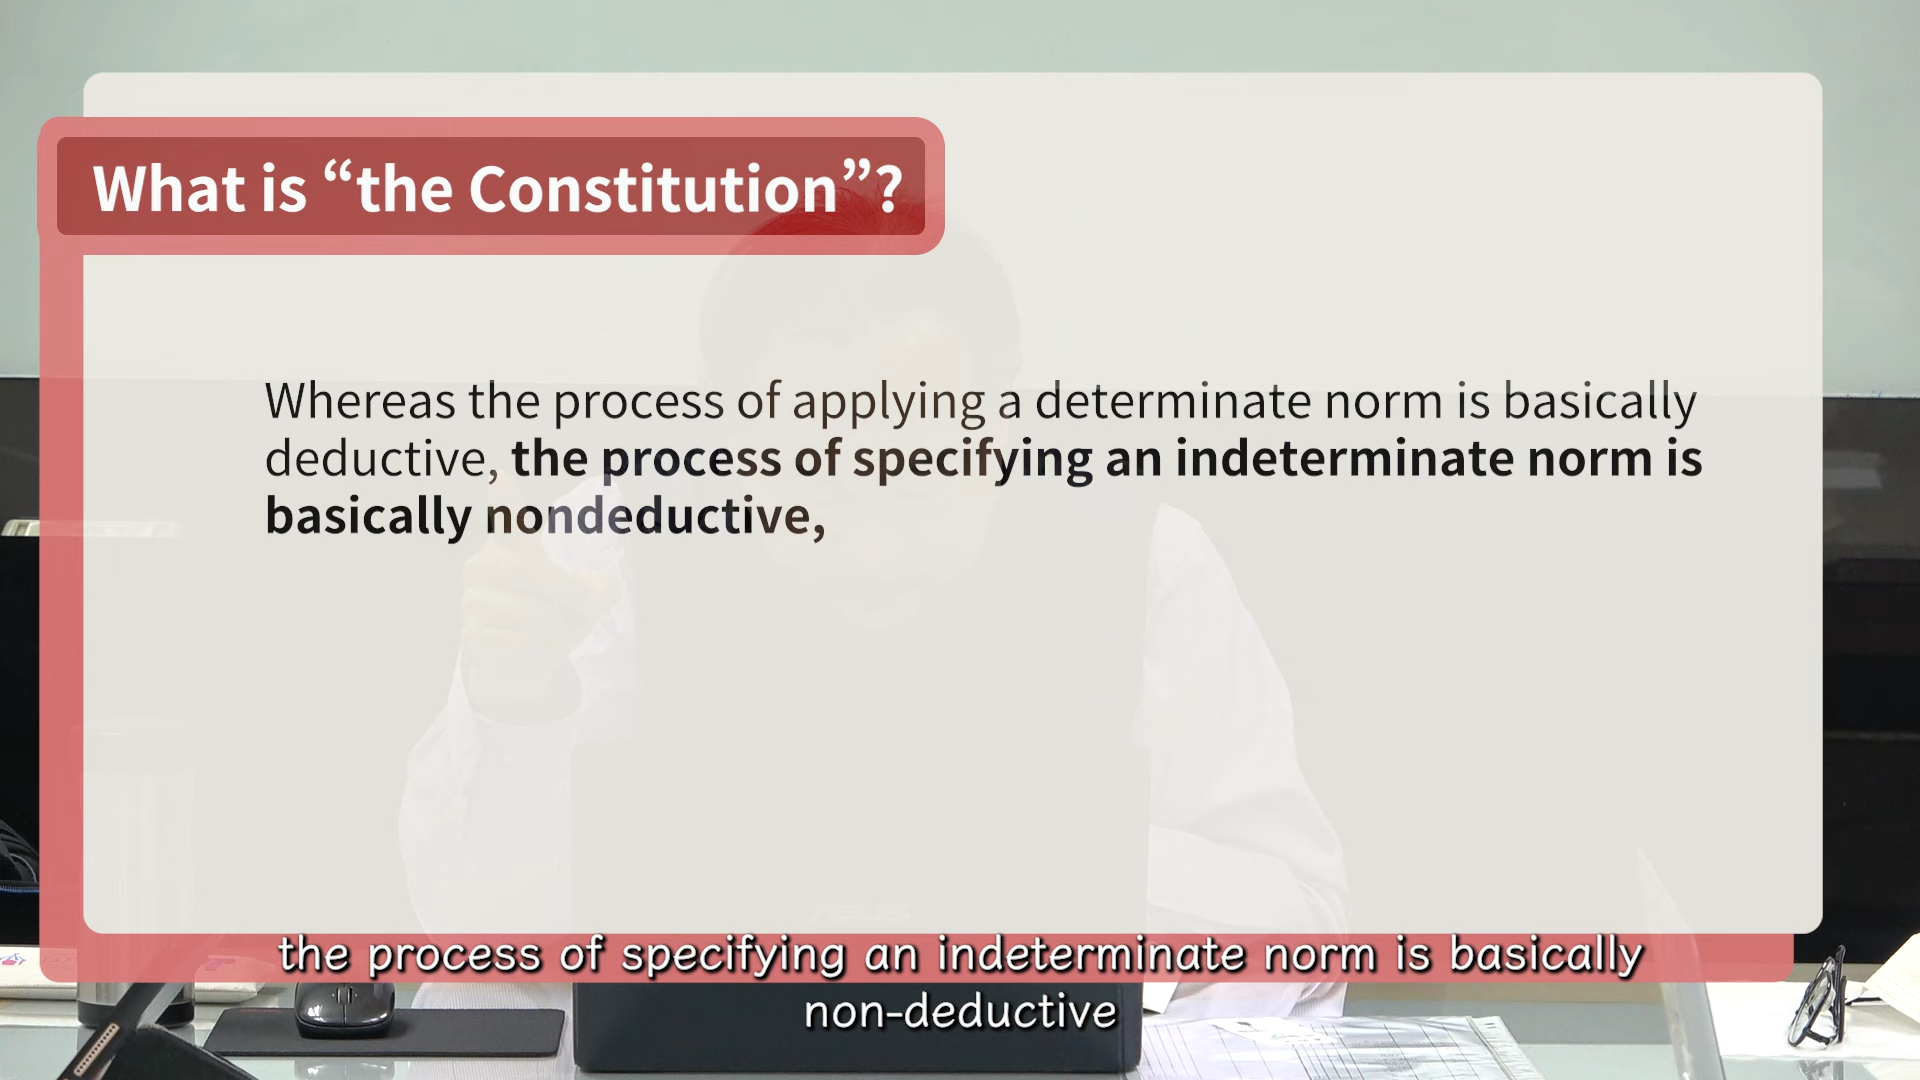 What is “the Constitution”?
Whereas the process of applying a determinate norm is basically
deductive, the process of specifying an indeterminate norm is
basically nondeductive,
the process of specifying an indeterminate norm is basically
non-deductive